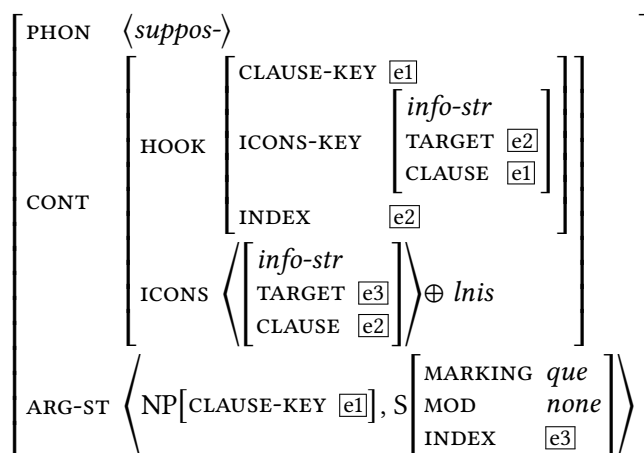 PHON ⟨suppos-⟩
CLAUSE-KEY e1
info-str
HOOK ICONS-KEY TARGET e2
CLAUSE e1
CONT
INDEX e2
info-str
ICONS ⟨ TARGET e3 ⟩ ⊕ lnis
CLAUSE e2
MARKING que
ARG-ST ⟨ NP[CLAUSE-KEY e1], S MOD none ⟩
INDEX e3